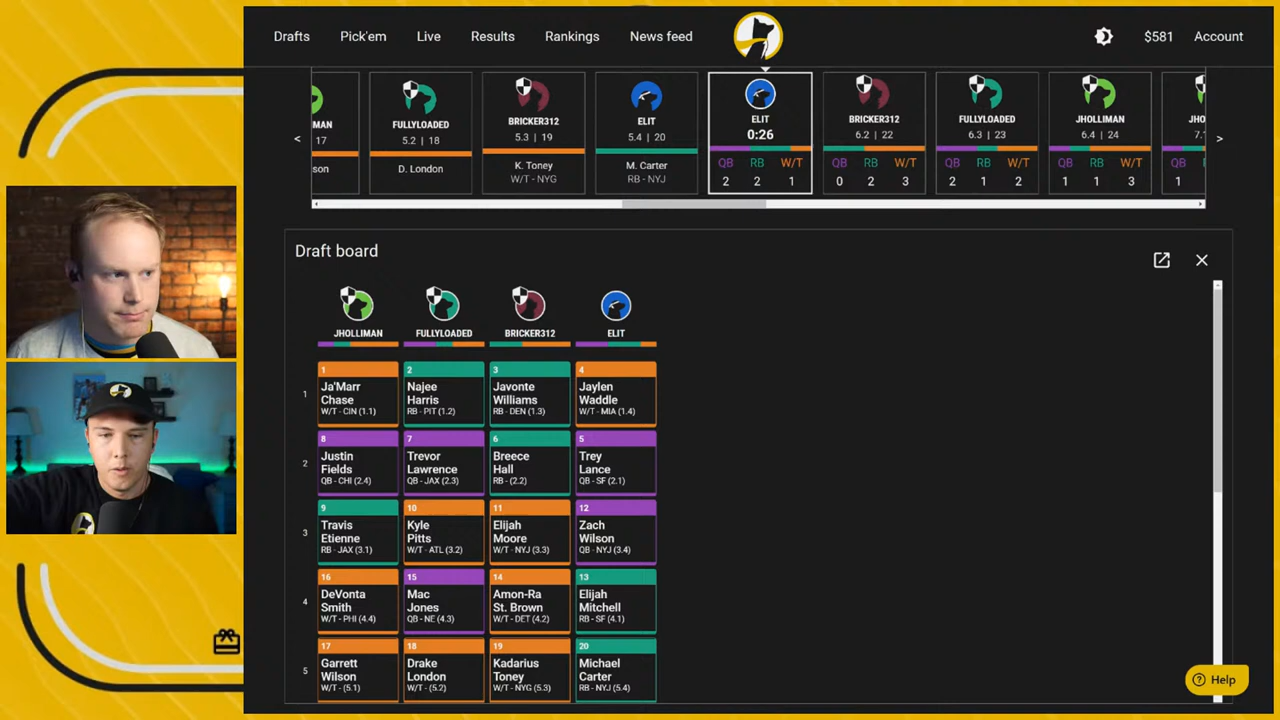 Drafts Pick'em Live Results Rankings News feed $581 Account
MAN
17
son
FULLYLOADED
5.2 | 18
D. London
BRICKER312
5.3 | 19
K. Toney
W/T - NYG
ELIT
5.4 | 20
M. Carter
RB - NYJ
ELIT
0:26
QB RB W/T
2 2 1
BRICKER312
6.2 | 22
QB RB W/T
0 2 3
FULLYLOADED
6.3 | 23
QB RB W/T
2 1 2
JHOLLIMAN
6.4 | 24
QB RB W/T
1 1 3
JHO
7.
QB R
1
< >
Draft board
JHOLLIMAN FULLYLOADED BRICKER312 ELIT
1
1
Ja'Marr
Chase
W/T - CIN (1.1)
2
Najee
Harris
RB - PIT (1.2)
3
Javonte
Williams
RB - DEN (1.3)
4
Jaylen
Waddle
W/T - MIA (1.4)
2
8
Justin
Fields
QB - CHI (2.4)
7
Trevor
Lawrence
QB - JAX (2.3)
6
Breece
Hall
RB - (2.2)
5
Trey
Lance
QB - SF (2.1)
3
9
Travis
Etienne
RB - JAX (3.1)
10
Kyle
Pitts
W/T - ATL (3.2)
11
Elijah
Moore
W/T - NYJ (3.3)
12
Zach
Wilson
QB - NYJ (3.4)
4
16
DeVonta
Smith
W/T - PHI (4.4)
15
Mac
Jones
QB - NE (4.3)
14
Amon-Ra
St. Brown
W/T - DET (4.2)
13
Elijah
Mitchell
RB - SF (4.1)
5
17
Garrett
Wilson
W/T - (5.1)
18
Drake
London
W/T - (5.2)
19
Kadarius
Toney
W/T - NYG (5.3)
20
Michael
Carter
RB - NYJ (5.4)
? Help